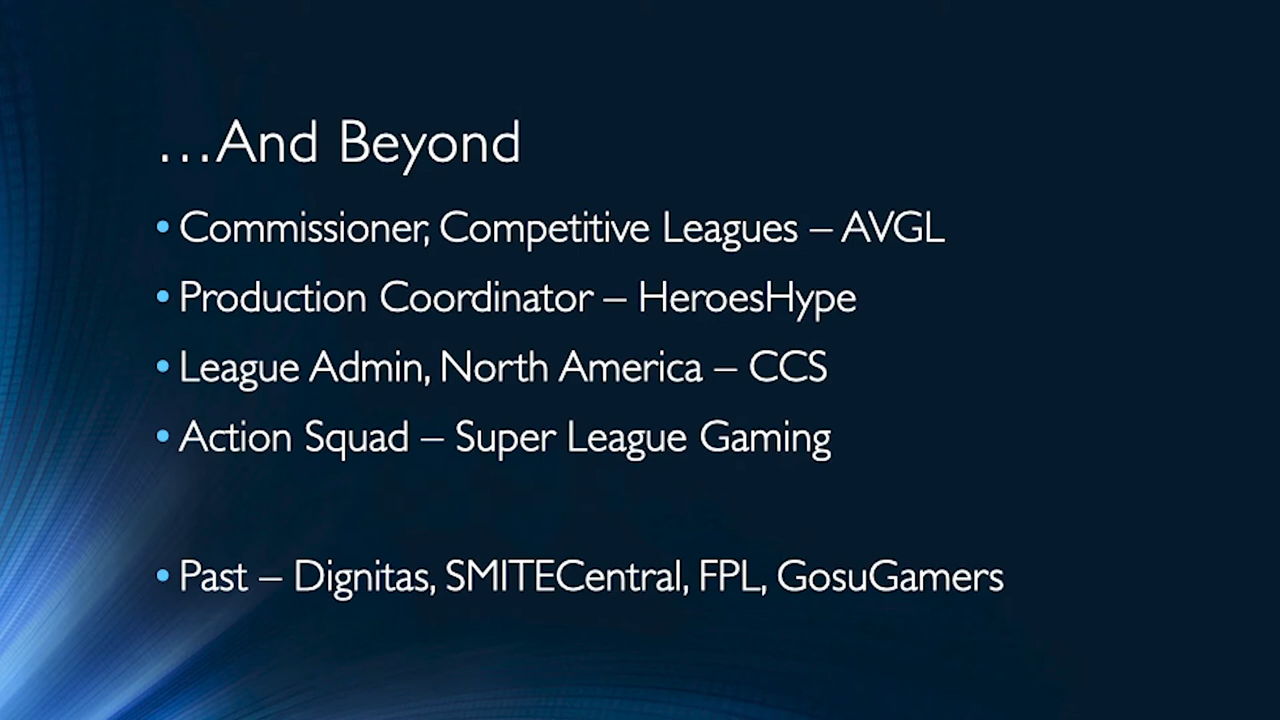 …And Beyond
• Commissioner, Competitive Leagues – AVGL
• Production Coordinator – HeroesHype
• League Admin, North America – CCS
• Action Squad – Super League Gaming
• Past – Dignitas, SMITECentral, FPL, GosuGamers